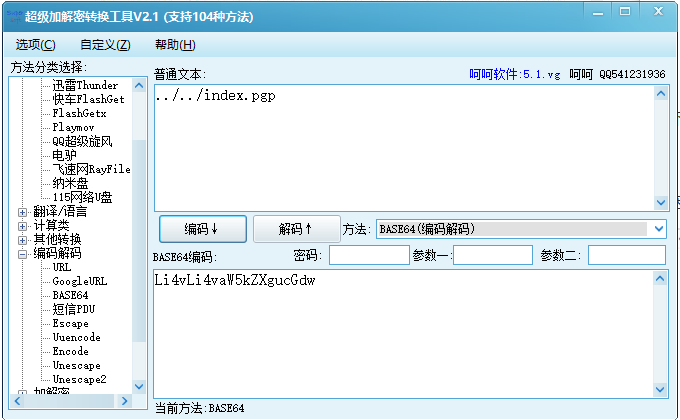 超级加解密转换工具V2.1 (支持104种方法)
选项(C) 自定义(Z) 帮助(H)
方法分类选择:
迅雷Thunder
快车FlashGet
FlashGetx
Playmov
QQ超级旋风
电驴
飞速网RayFile
纳米盘
115网络U盘
翻译/语言
计算类
其他转换
编码解码
URL
GoogleURL
BASE64
短信PDU
Escape
Uuencode
Encode
Unescape
Unescape2
加解密
普通文本: 呵呵软件:5.1.vg 呵呵 QQ541231936
../../index.pgp
编码↓ 解码↑ 方法: BASE64(编码解码)
BASE64编码: 密码: 参数一: 参数二:
Li4vLi4vaW5kZXgucGdw
当前方法:BASE64